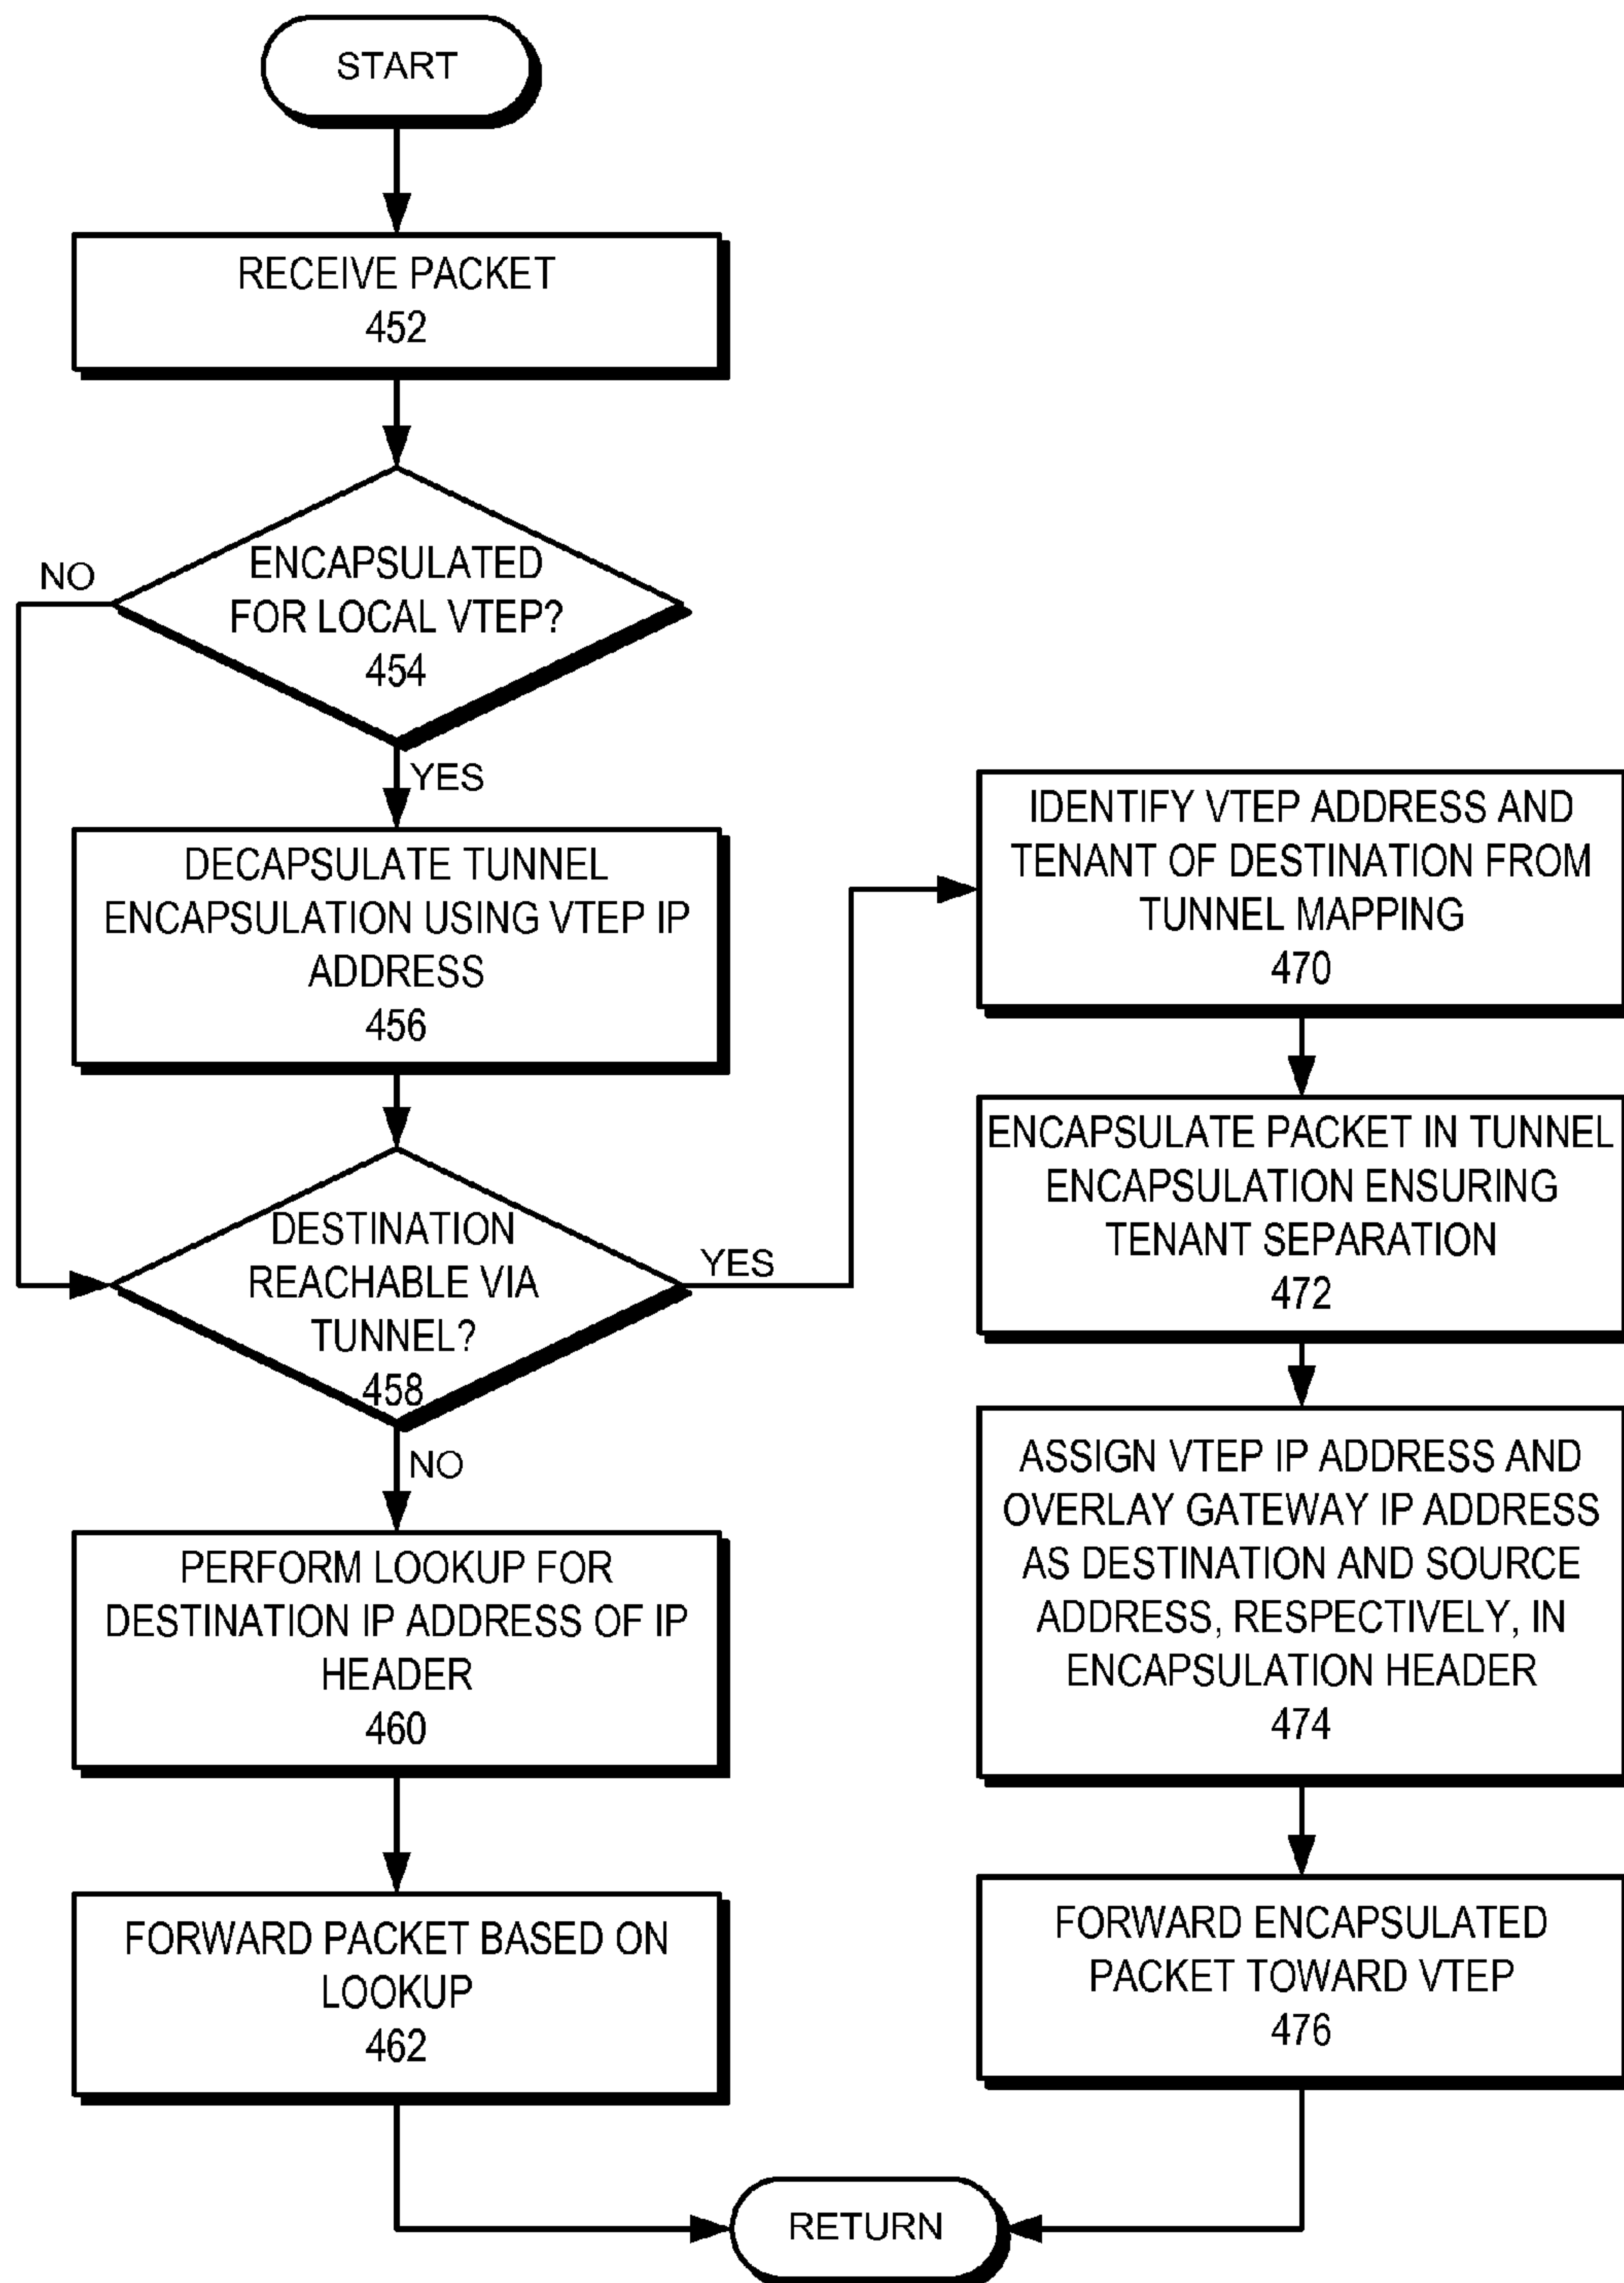 START
RECEIVE PACKET
452
ENCAPSULATED
FOR LOCAL VTEP?
454
NO
YES
DECAPSULATE TUNNEL
ENCAPSULATION USING VTEP IP
ADDRESS
456
DESTINATION
REACHABLE VIA
TUNNEL?
458
YES
NO
PERFORM LOOKUP FOR
DESTINATION IP ADDRESS OF IP
HEADER
460
FORWARD PACKET BASED ON
LOOKUP
462
IDENTIFY VTEP ADDRESS AND
TENANT OF DESTINATION FROM
TUNNEL MAPPING
470
ENCAPSULATE PACKET IN TUNNEL
ENCAPSULATION ENSURING
TENANT SEPARATION
472
ASSIGN VTEP IP ADDRESS AND
OVERLAY GATEWAY IP ADDRESS
AS DESTINATION AND SOURCE
ADDRESS, RESPECTIVELY, IN
ENCAPSULATION HEADER
474
FORWARD ENCAPSULATED
PACKET TOWARD VTEP
476
RETURN